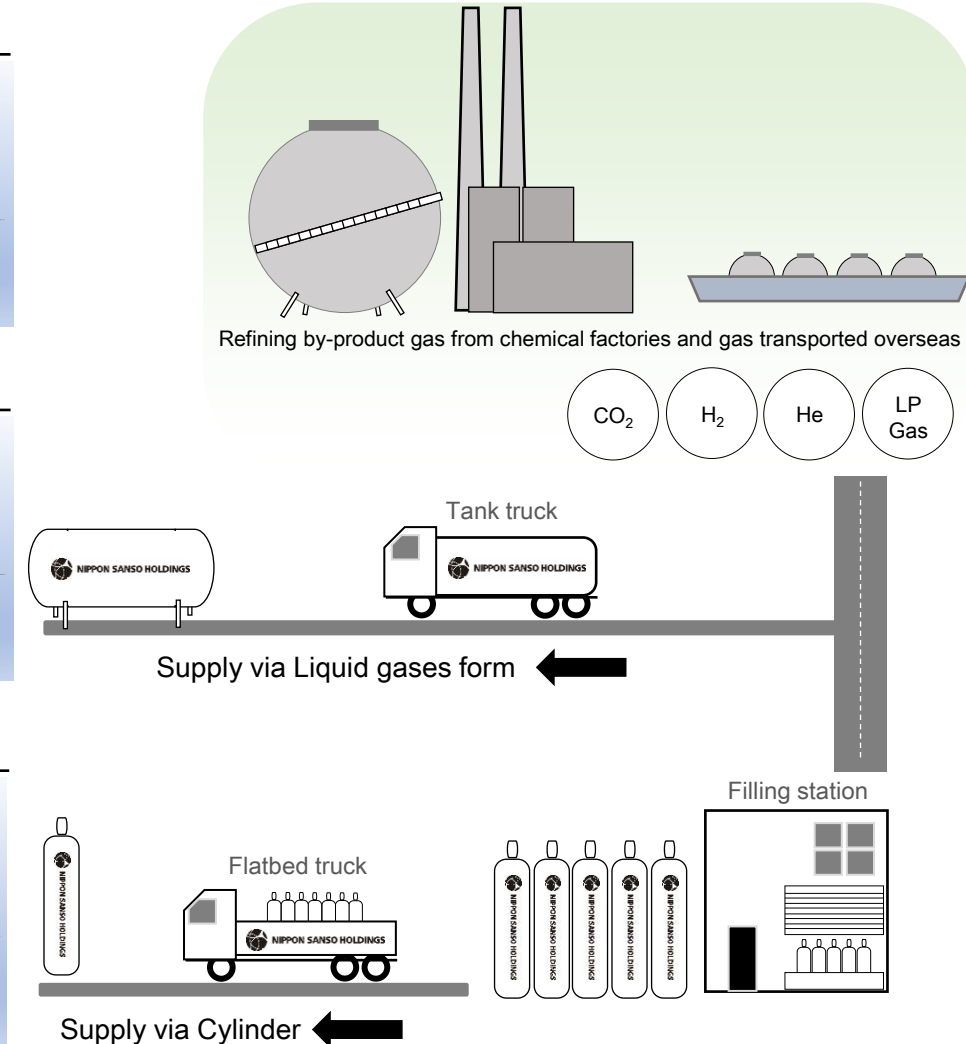 Refining by-product gas from chemical factories and gas transported overseas
CO₂
H₂
He
LP
Gas
Tank truck
NIPPON SANSO HOLDINGS
NIPPON SANSO HOLDINGS
Supply via Liquid gases form
Filling station
Flatbed truck
NIPPON SANSO HOLDINGS
NIPPON SANSO HOLDINGS
NIPPON SANSO HOLDINGS
NIPPON SANSO HOLDINGS
NIPPON SANSO HOLDINGS
NIPPON SANSO HOLDINGS
NIPPON SANSO HOLDINGS
Supply via Cylinder